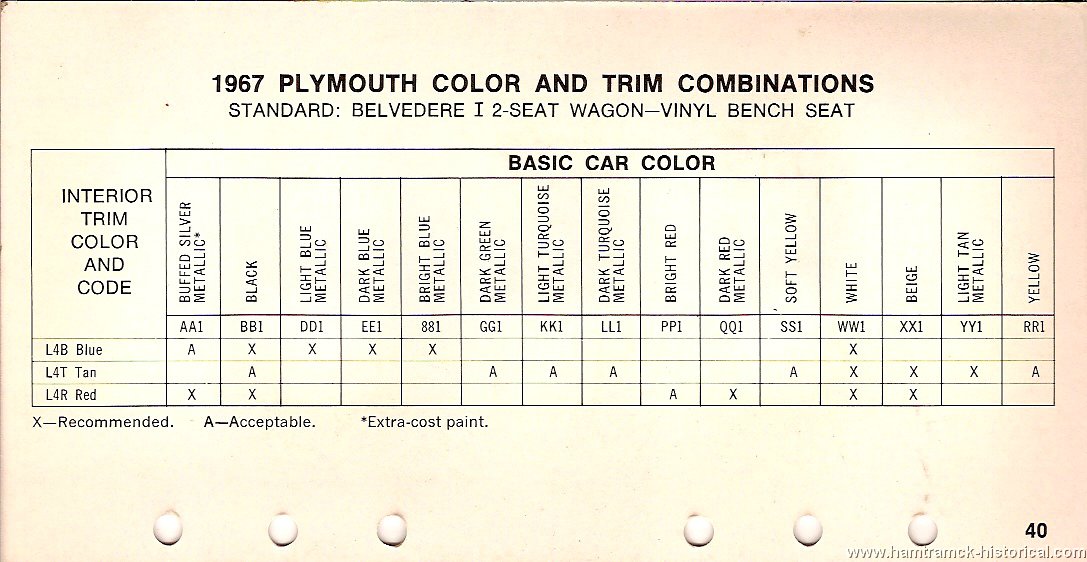 1967 PLYMOUTH COLOR AND TRIM COMBINATIONS
STANDARD: BELVEDERE I 2-SEAT WAGON—VINYL BENCH SEAT
INTERIOR
TRIM
COLOR
AND
CODE
BASIC CAR COLOR
BUFFED SILVER
METALLIC*
BLACK
LIGHT BLUE
METALLIC
DARK BLUE
METALLIC
BRIGHT BLUE
METALLIC
DARK GREEN
METALLIC
LIGHT TURQUOISE
METALLIC
DARK TURQUOISE
METALLIC
BRIGHT RED
DARK RED
METALLIC
SOFT YELLOW
WHITE
BEIGE
LIGHT TAN
METALLIC
YELLOW
AA1 BB1 DD1 EE1 881 GG1 KK1 LL1 PP1 QQ1 SS1 WW1 XX1 YY1 RR1
L4B Blue A X X X X X
L4T Tan A A A A A X X X A
L4R Red X X A X X X
X—Recommended. A—Acceptable. *Extra-cost paint.
40
www.hamtramck-historical.com